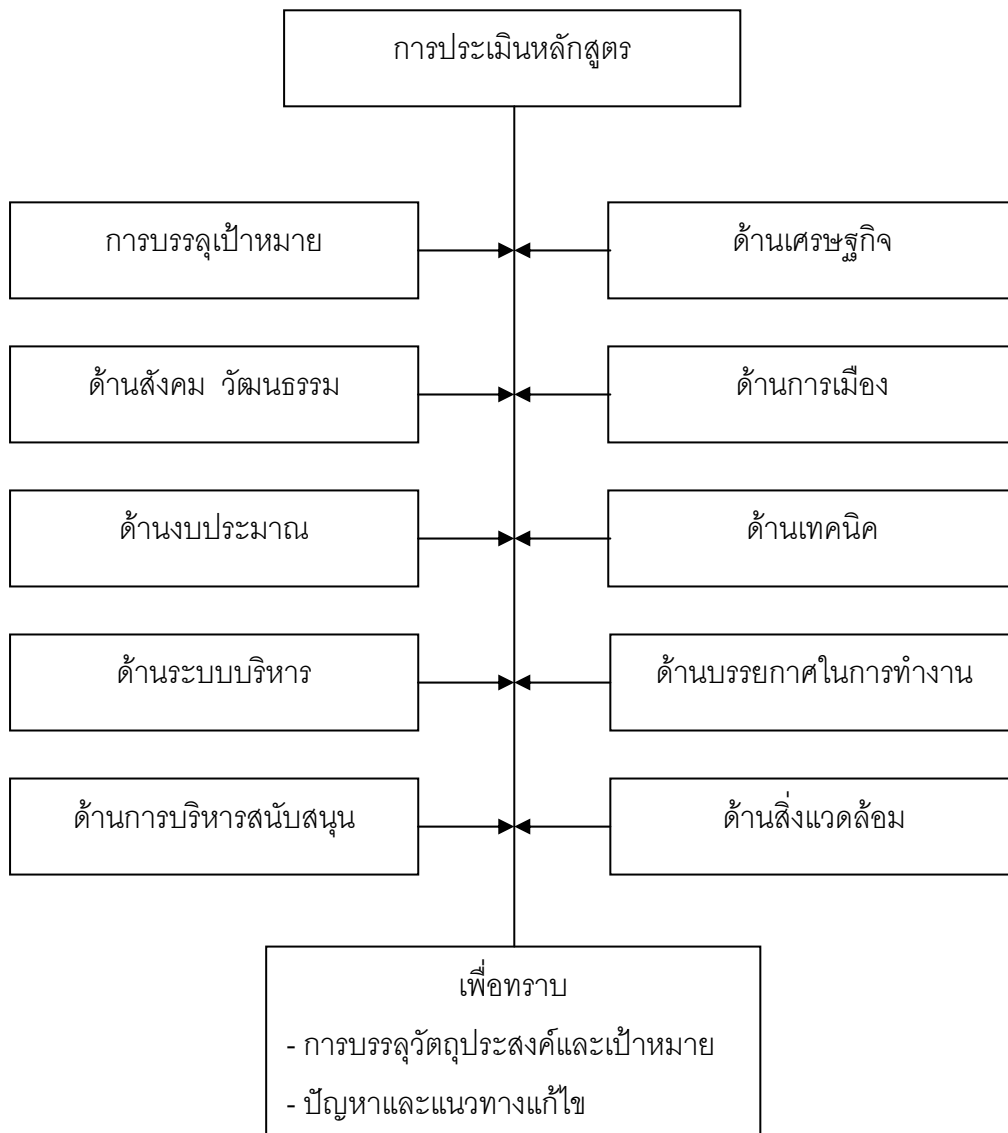 การประเมินหลักสูตร
การบรรลุเป้าหมาย
ด้านเศรษฐกิจ
ด้านสังคม วัฒนธรรม
ด้านการเมือง
ด้านงบประมาณ
ด้านเทคนิค
ด้านระบบบริหาร
ด้านบรรยกาศในการทำงาน
ด้านการบริหารสนับสนุน
ด้านสิ่งแวดล้อม
เพื่อทราบ
- การบรรลุวัตถุประสงค์และเป้าหมาย
- ปัญหาและแนวทางแก้ไข